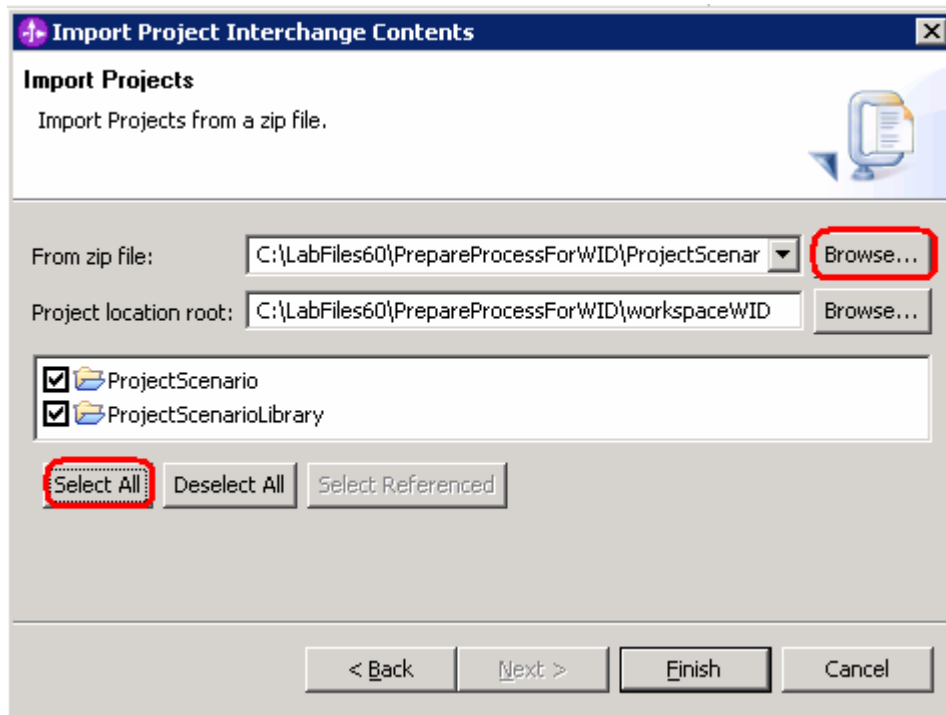 Import Project Interchange Contents
Import Projects
Import Projects from a zip file.
From zip file: C:\LabFiles60\PrepareProcessForWID\ProjectScenar Browse...
Project location root: C:\LabFiles60\PrepareProcessForWID\workspaceWID Browse...
ProjectScenario
ProjectScenarioLibrary
Select All Deselect All Select Referenced
< Back Next > Finish Cancel